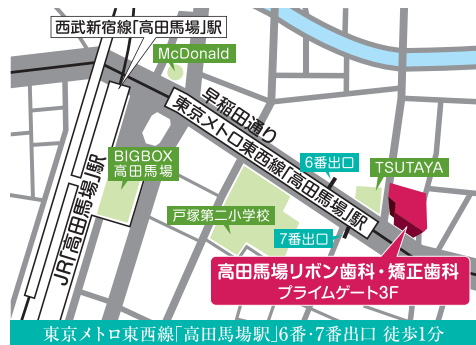 西武新宿線「高田馬場」駅
McDonald
早稲田通り
東京メトロ東西線「高田馬場」駅
6番出口
TSUTAYA
BIGBOX
高田馬場
JR「高田馬場」駅
戸塚第二小学校
7番出口
高田馬場リボン歯科・矯正歯科
プライムゲート3F
東京メトロ東西線「高田馬場駅」6番・7番出口 徒歩1分